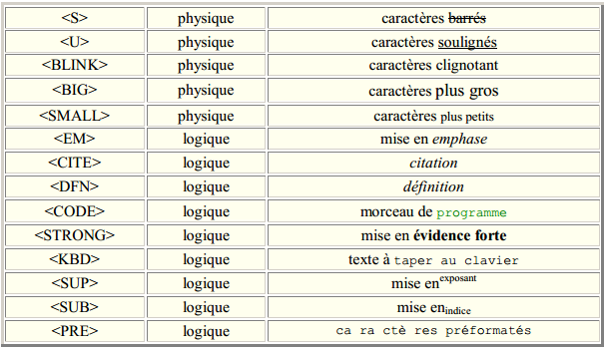 <S> physique caractères barrés
<U> physique caractères soulignés
<BLINK> physique caractères clignotant
<BIG> physique caractères plus gros
<SMALL> physique caractères plus petits
<EM> logique mise en emphase
<CITE> logique citation
<DFN> logique définition
<CODE> logique morceau de programme
<STRONG> logique mise en évidence forte
<KBD> logique texte à taper au clavier
<SUP> logique mise en exposant
<SUB> logique mise en indice
<PRE> logique ca ra ctè res préformatés